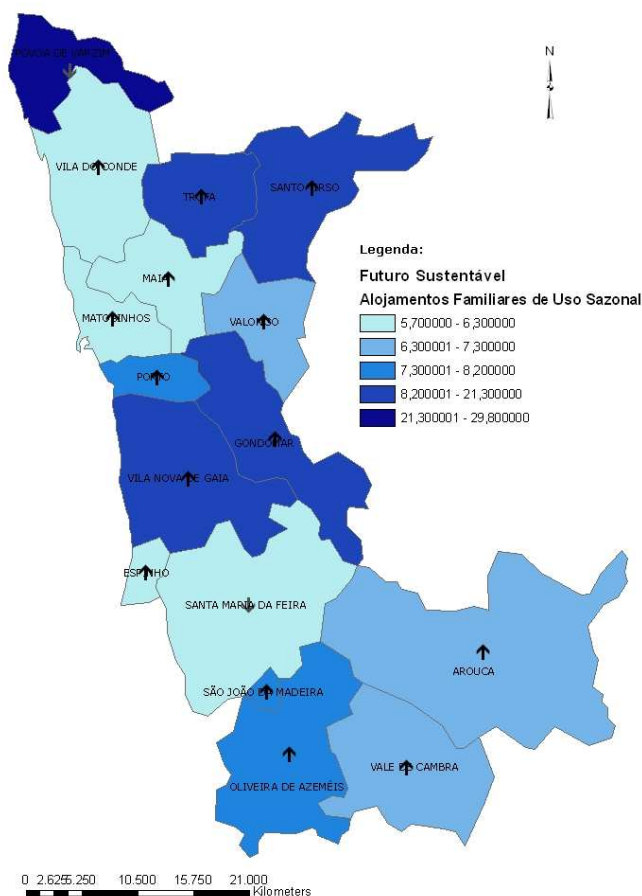 PÓVOA DE VARZIM
N
VILA DO CONDE
TROFA
SANTO TIRSO
MAIA
MATOSINHOS
VALONGO
PORTO
GONDOMAR
VILA NOVA DE GAIA
ESPINHO
SANTA MARIA DA FEIRA
AROUCA
SÃO JOÃO DA MADEIRA
VALE DE CAMBRA
OLIVEIRA DE AZEMÉIS
Legenda:
Futuro Sustentável
Alojamentos Familiares de Uso Sazonal
5,700000 - 6,300000
6,300001 - 7,300000
7,300001 - 8,200000
8,200001 - 21,300000
21,300001 - 29,800000
0 2.625 5.250 10.500 15.750 21.000
Kilometers